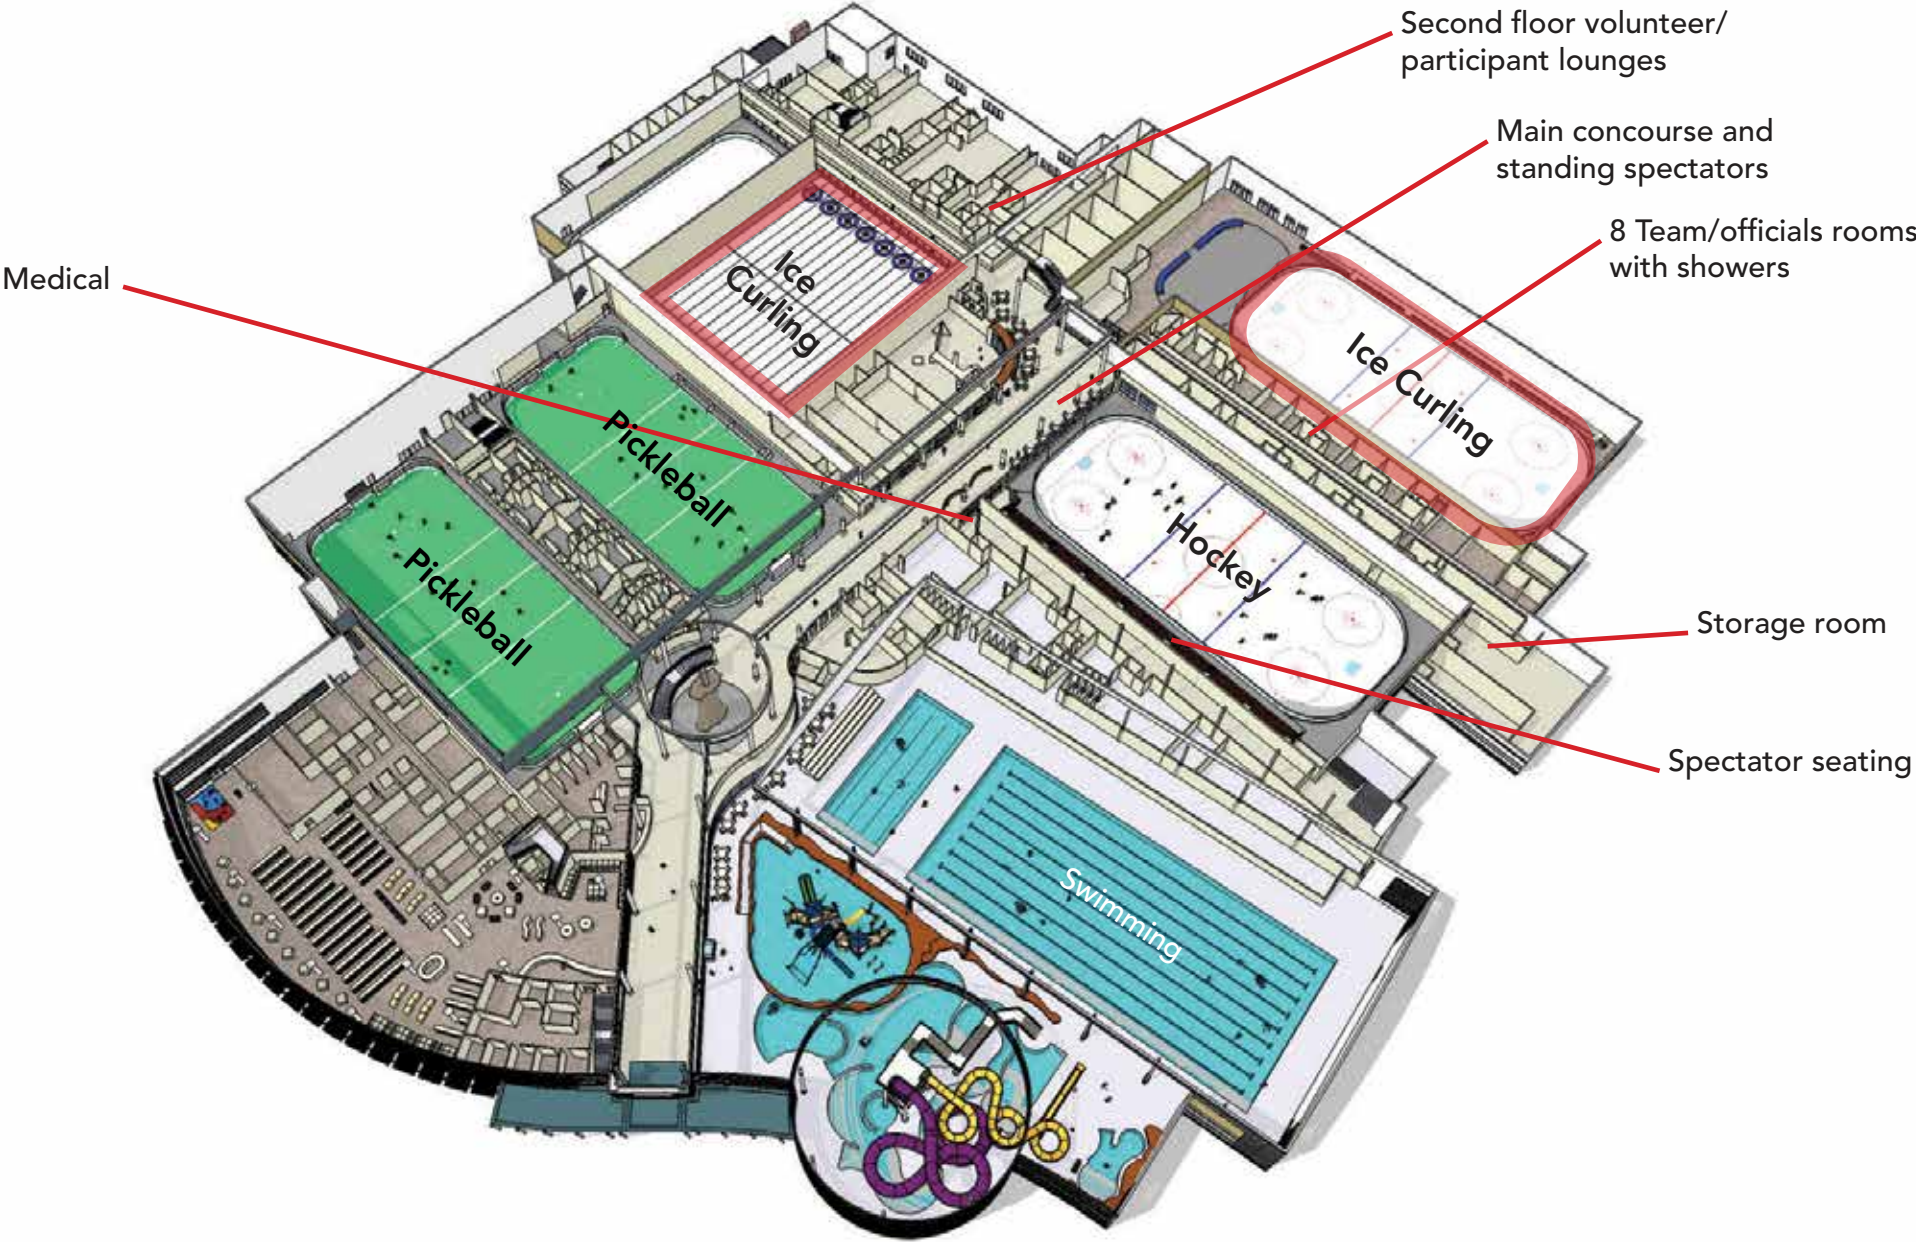 Second floor volunteer/
participant lounges
Main concourse and
standing spectators
8 Team/officials rooms
with showers
Medical
Ice
Curling
Ice Curling
Pickleball
Hockey
Pickleball
Storage room
Spectator seating
Swimming